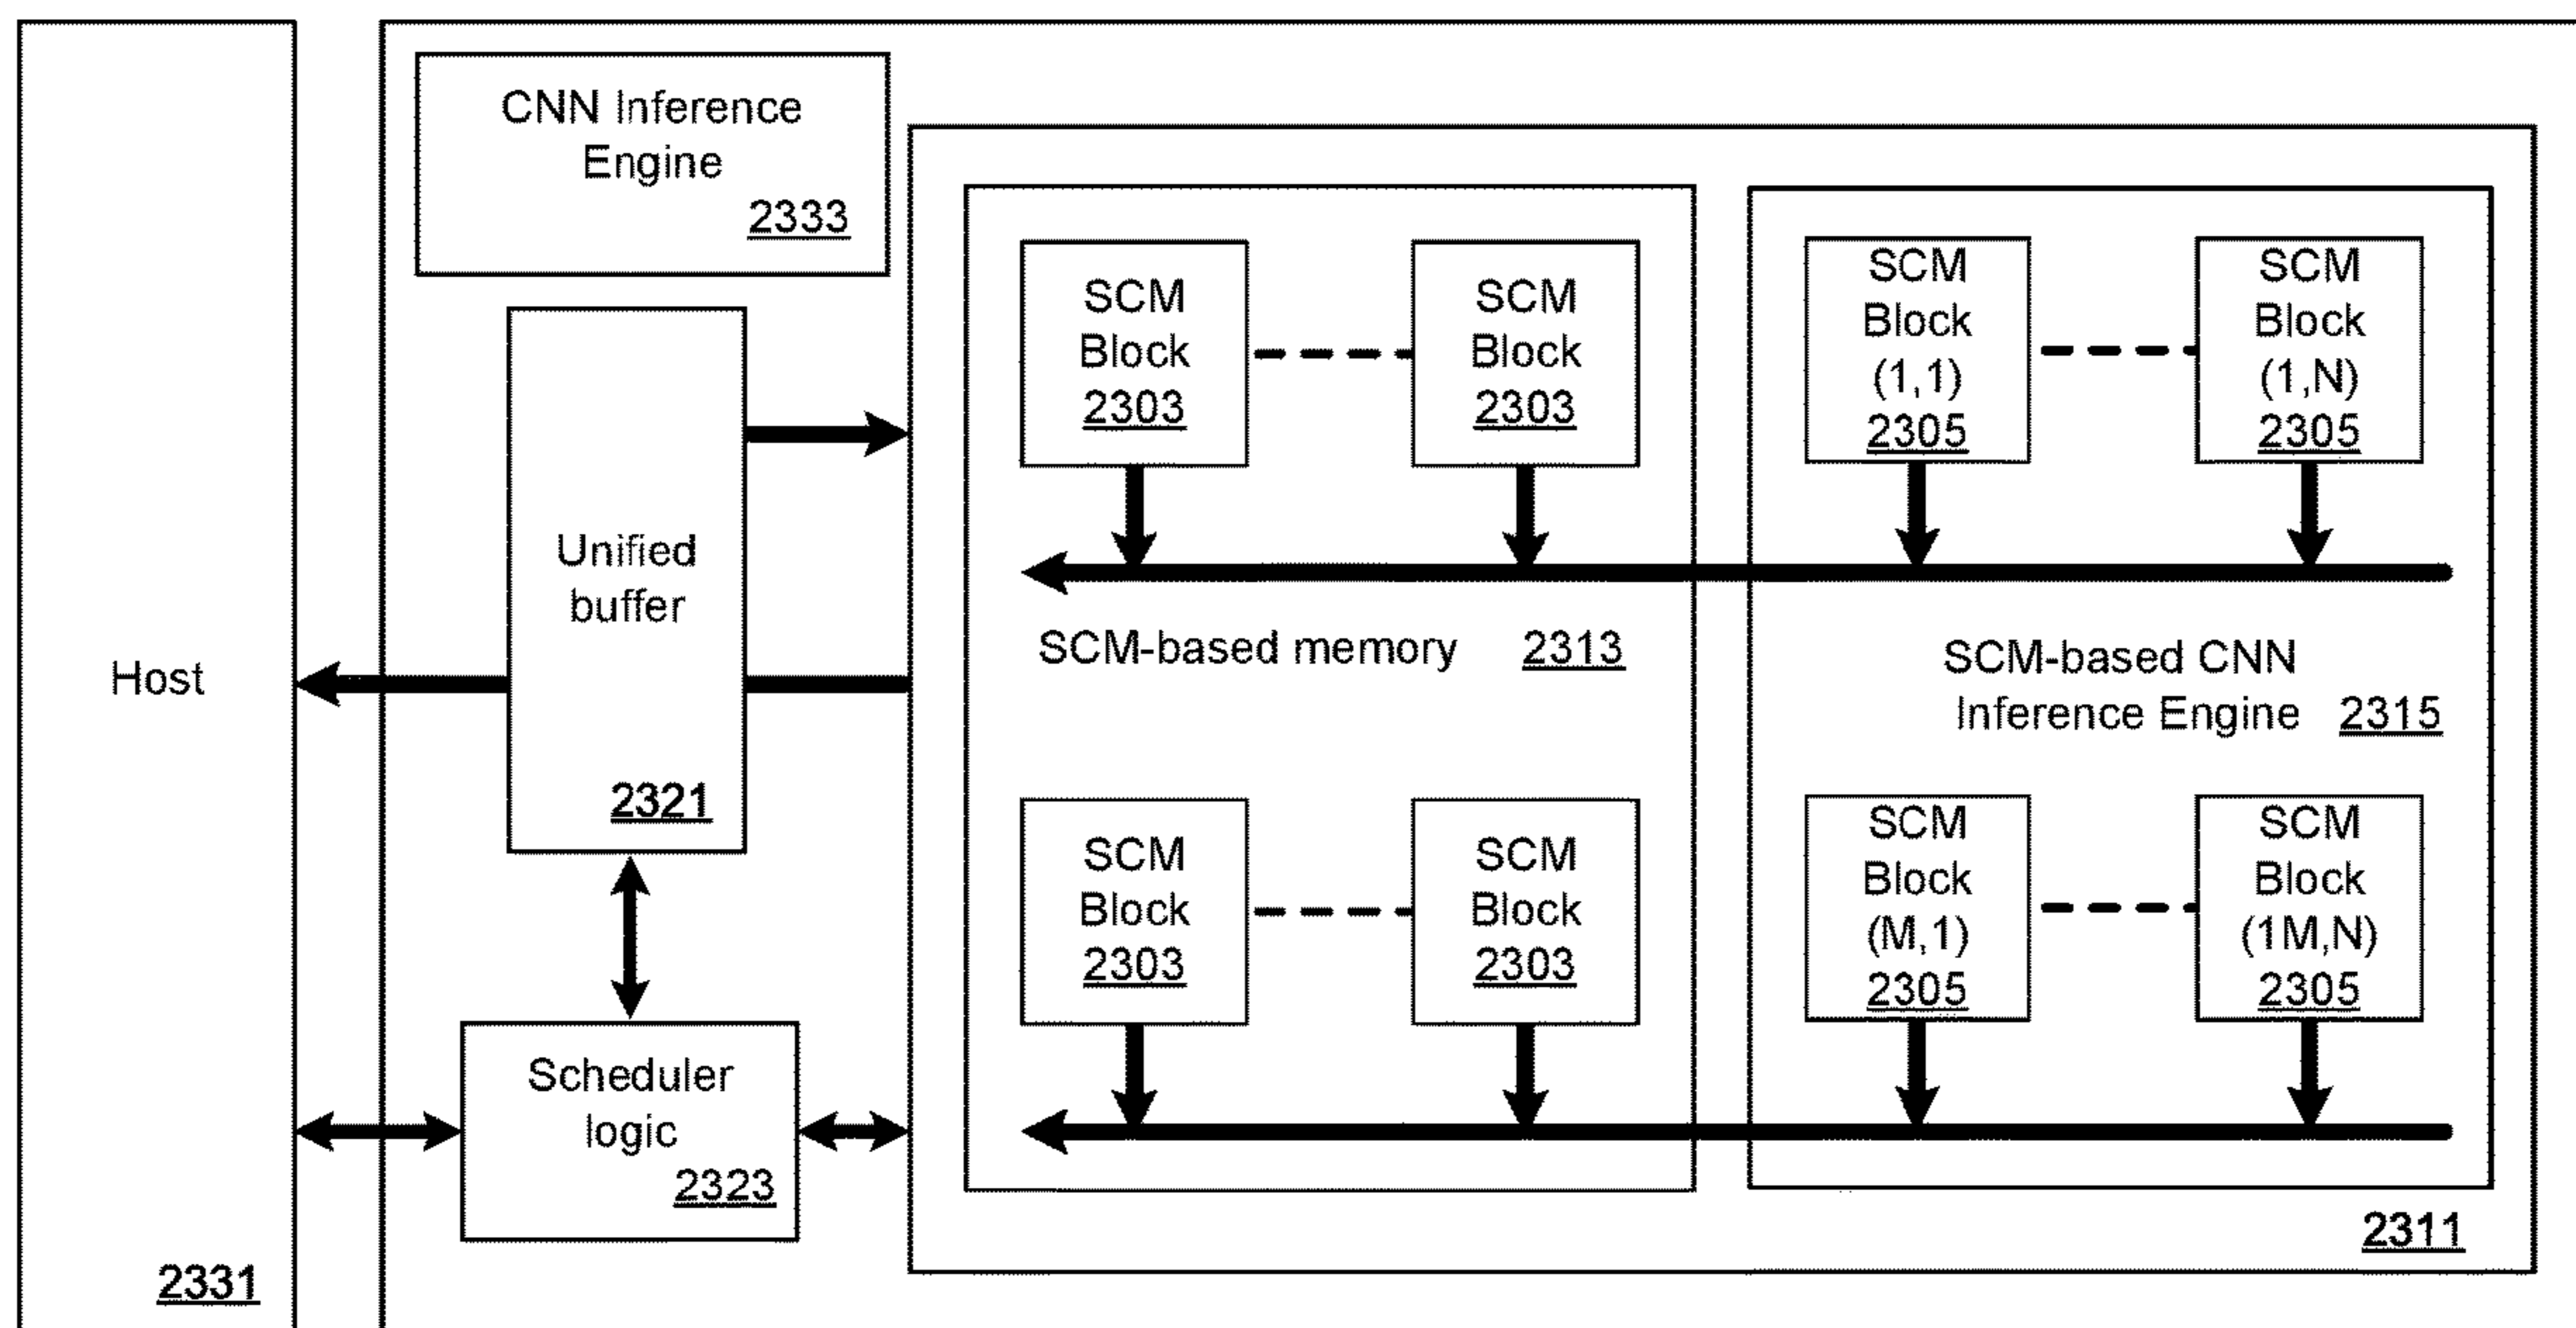 CNN Inference
Engine
2333
SCM
Block
2303
SCM
Block
2303
SCM
Block
(1,1)
2305
SCM
Block
(1,N)
2305
Unified
buffer
2321
Host
SCM-based memory 2313
SCM-based CNN
Inference Engine 2315
SCM
Block
2303
SCM
Block
2303
SCM
Block
(M,1)
2305
SCM
Block
(1M,N)
2305
Scheduler
logic
2323
2311
2331